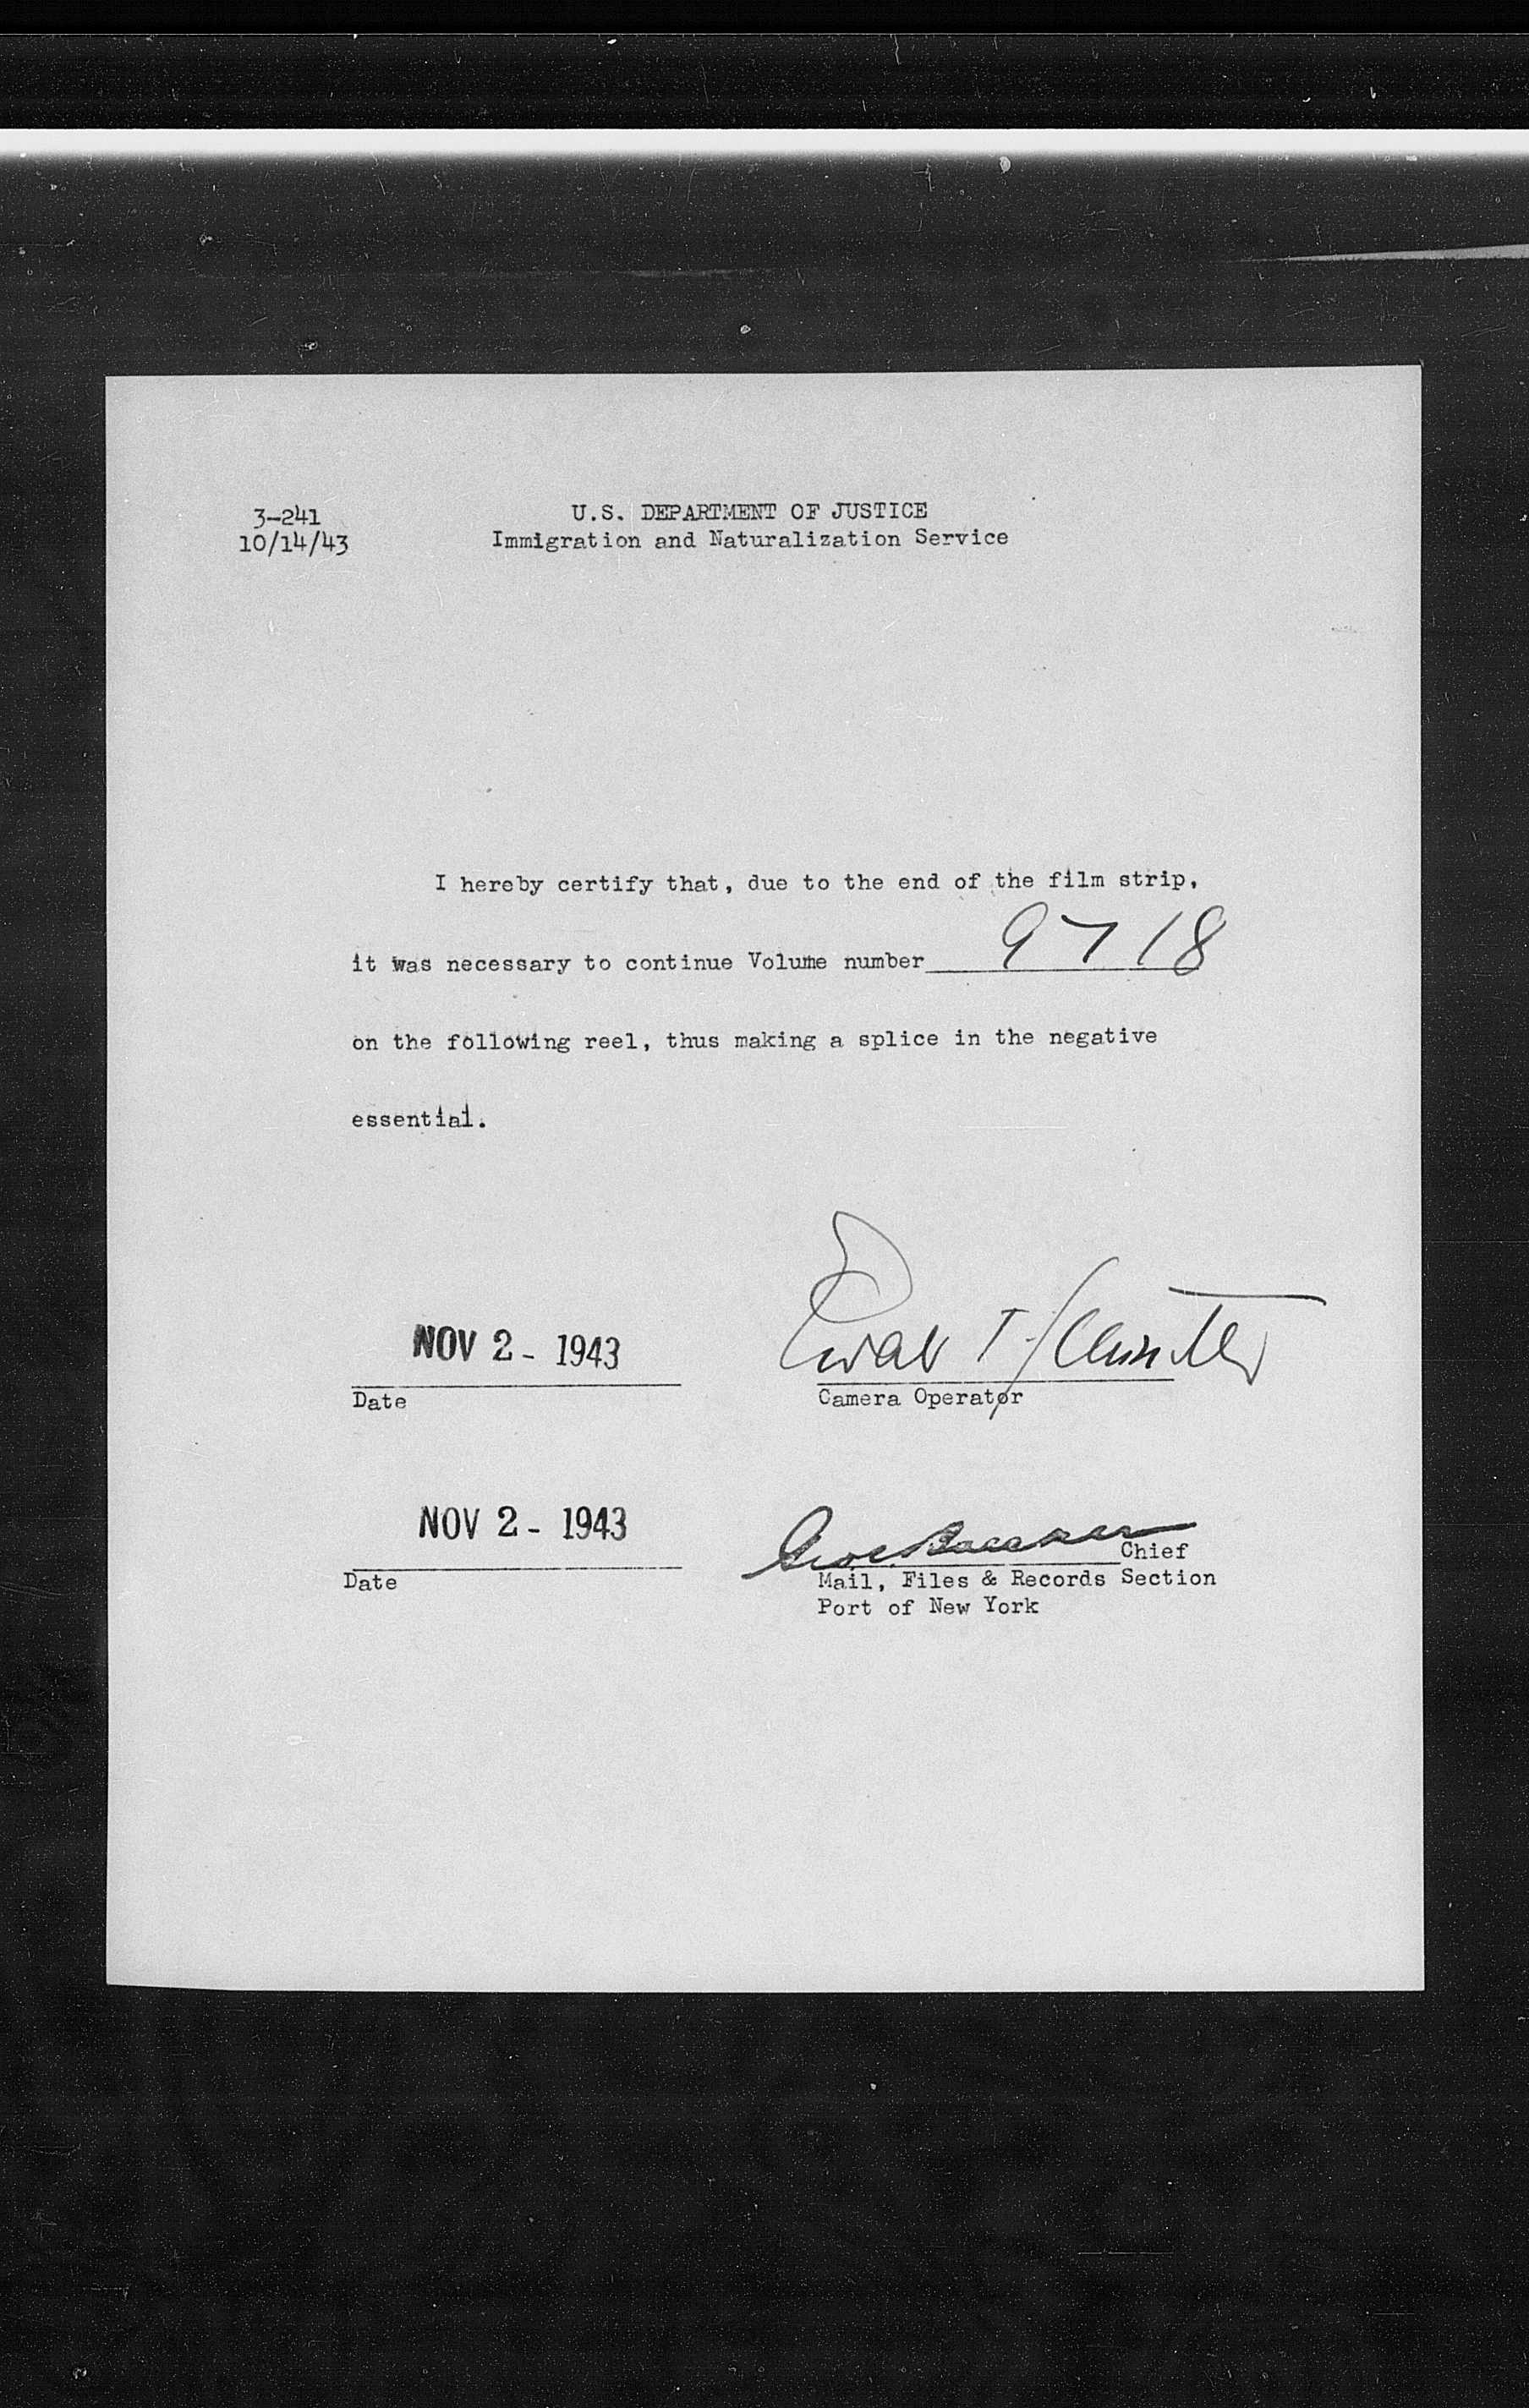 3-241
10/14/43
U.S. DEPARTMENT OF JUSTICE
Immigration and Naturalization Service
I hereby certify that, due to the end of the film strip,
it was necessary to continue Volume number 9718
on the following reel, thus making a splice in the negative
essential.
NOV 2 - 1943
Date
Camera Operator
NOV 2 - 1943
Date
Chief
Mail, Files & Records Section
Port of New York